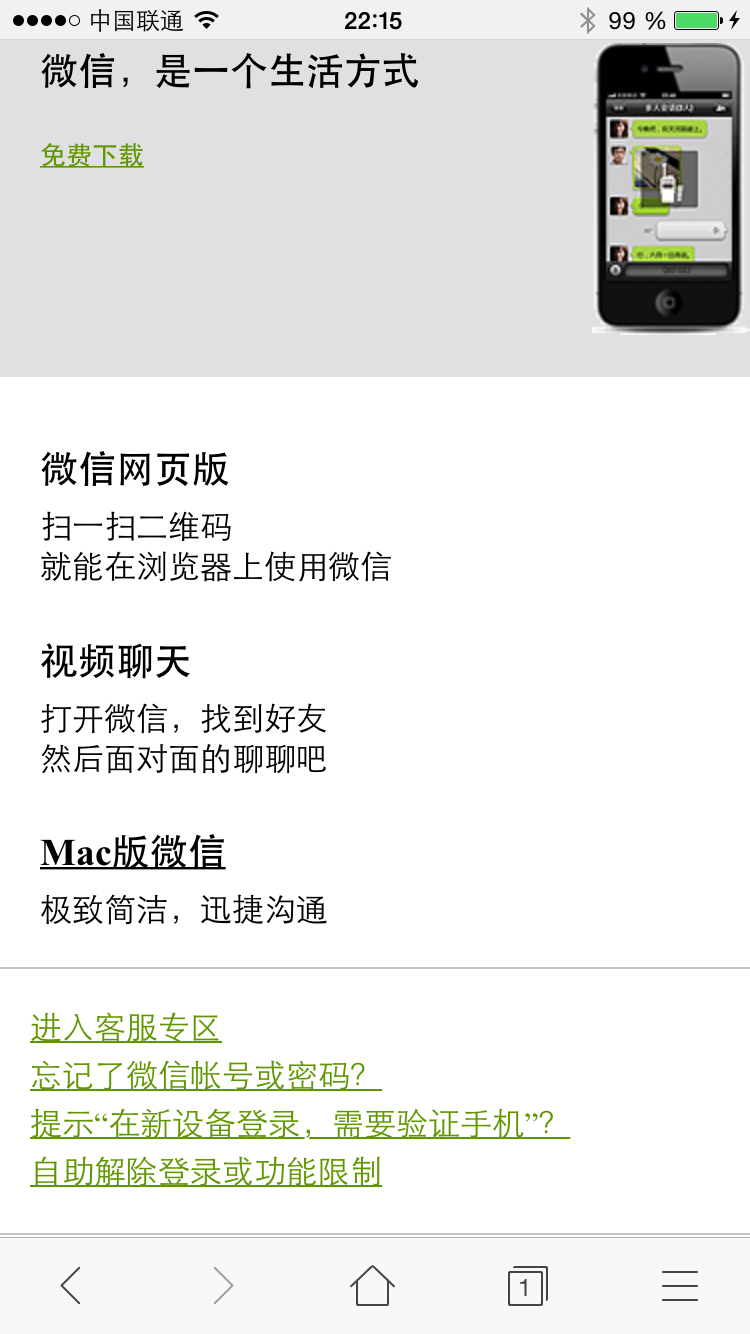 中国联通
22:15
99 %
微信，是一个生活方式
免费下载
微信网页版
扫一扫二维码
就能在浏览器上使用微信
视频聊天
打开微信，找到好友
然后面对面的聊聊吧
Mac版微信
极致简洁，迅捷沟通
进入客服专区
忘记了微信帐号或密码？
提示“在新设备登录，需要验证手机”？
自助解除登录或功能限制
1